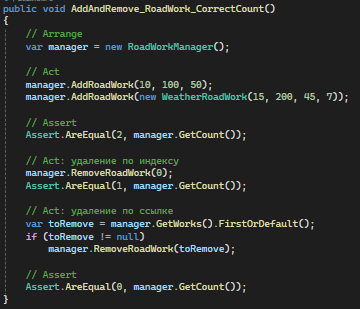 public void AddAndRemove_RoadWork_CorrectCount()
{
// Arrange
var manager = new RoadWorkManager();
// Act
manager.AddRoadWork(10, 100, 50);
manager.AddRoadWork(new WeatherRoadWork(15, 200, 45, 7));
// Assert
Assert.AreEqual(2, manager.GetCount());
// Act: удаление по индексу
manager.RemoveRoadWork(0);
Assert.AreEqual(1, manager.GetCount());
// Act: удаление по ссылке
var toRemove = manager.GetWorks().FirstOrDefault();
if (toRemove != null)
manager.RemoveRoadWork(toRemove);
// Assert
Assert.AreEqual(0, manager.GetCount());
}